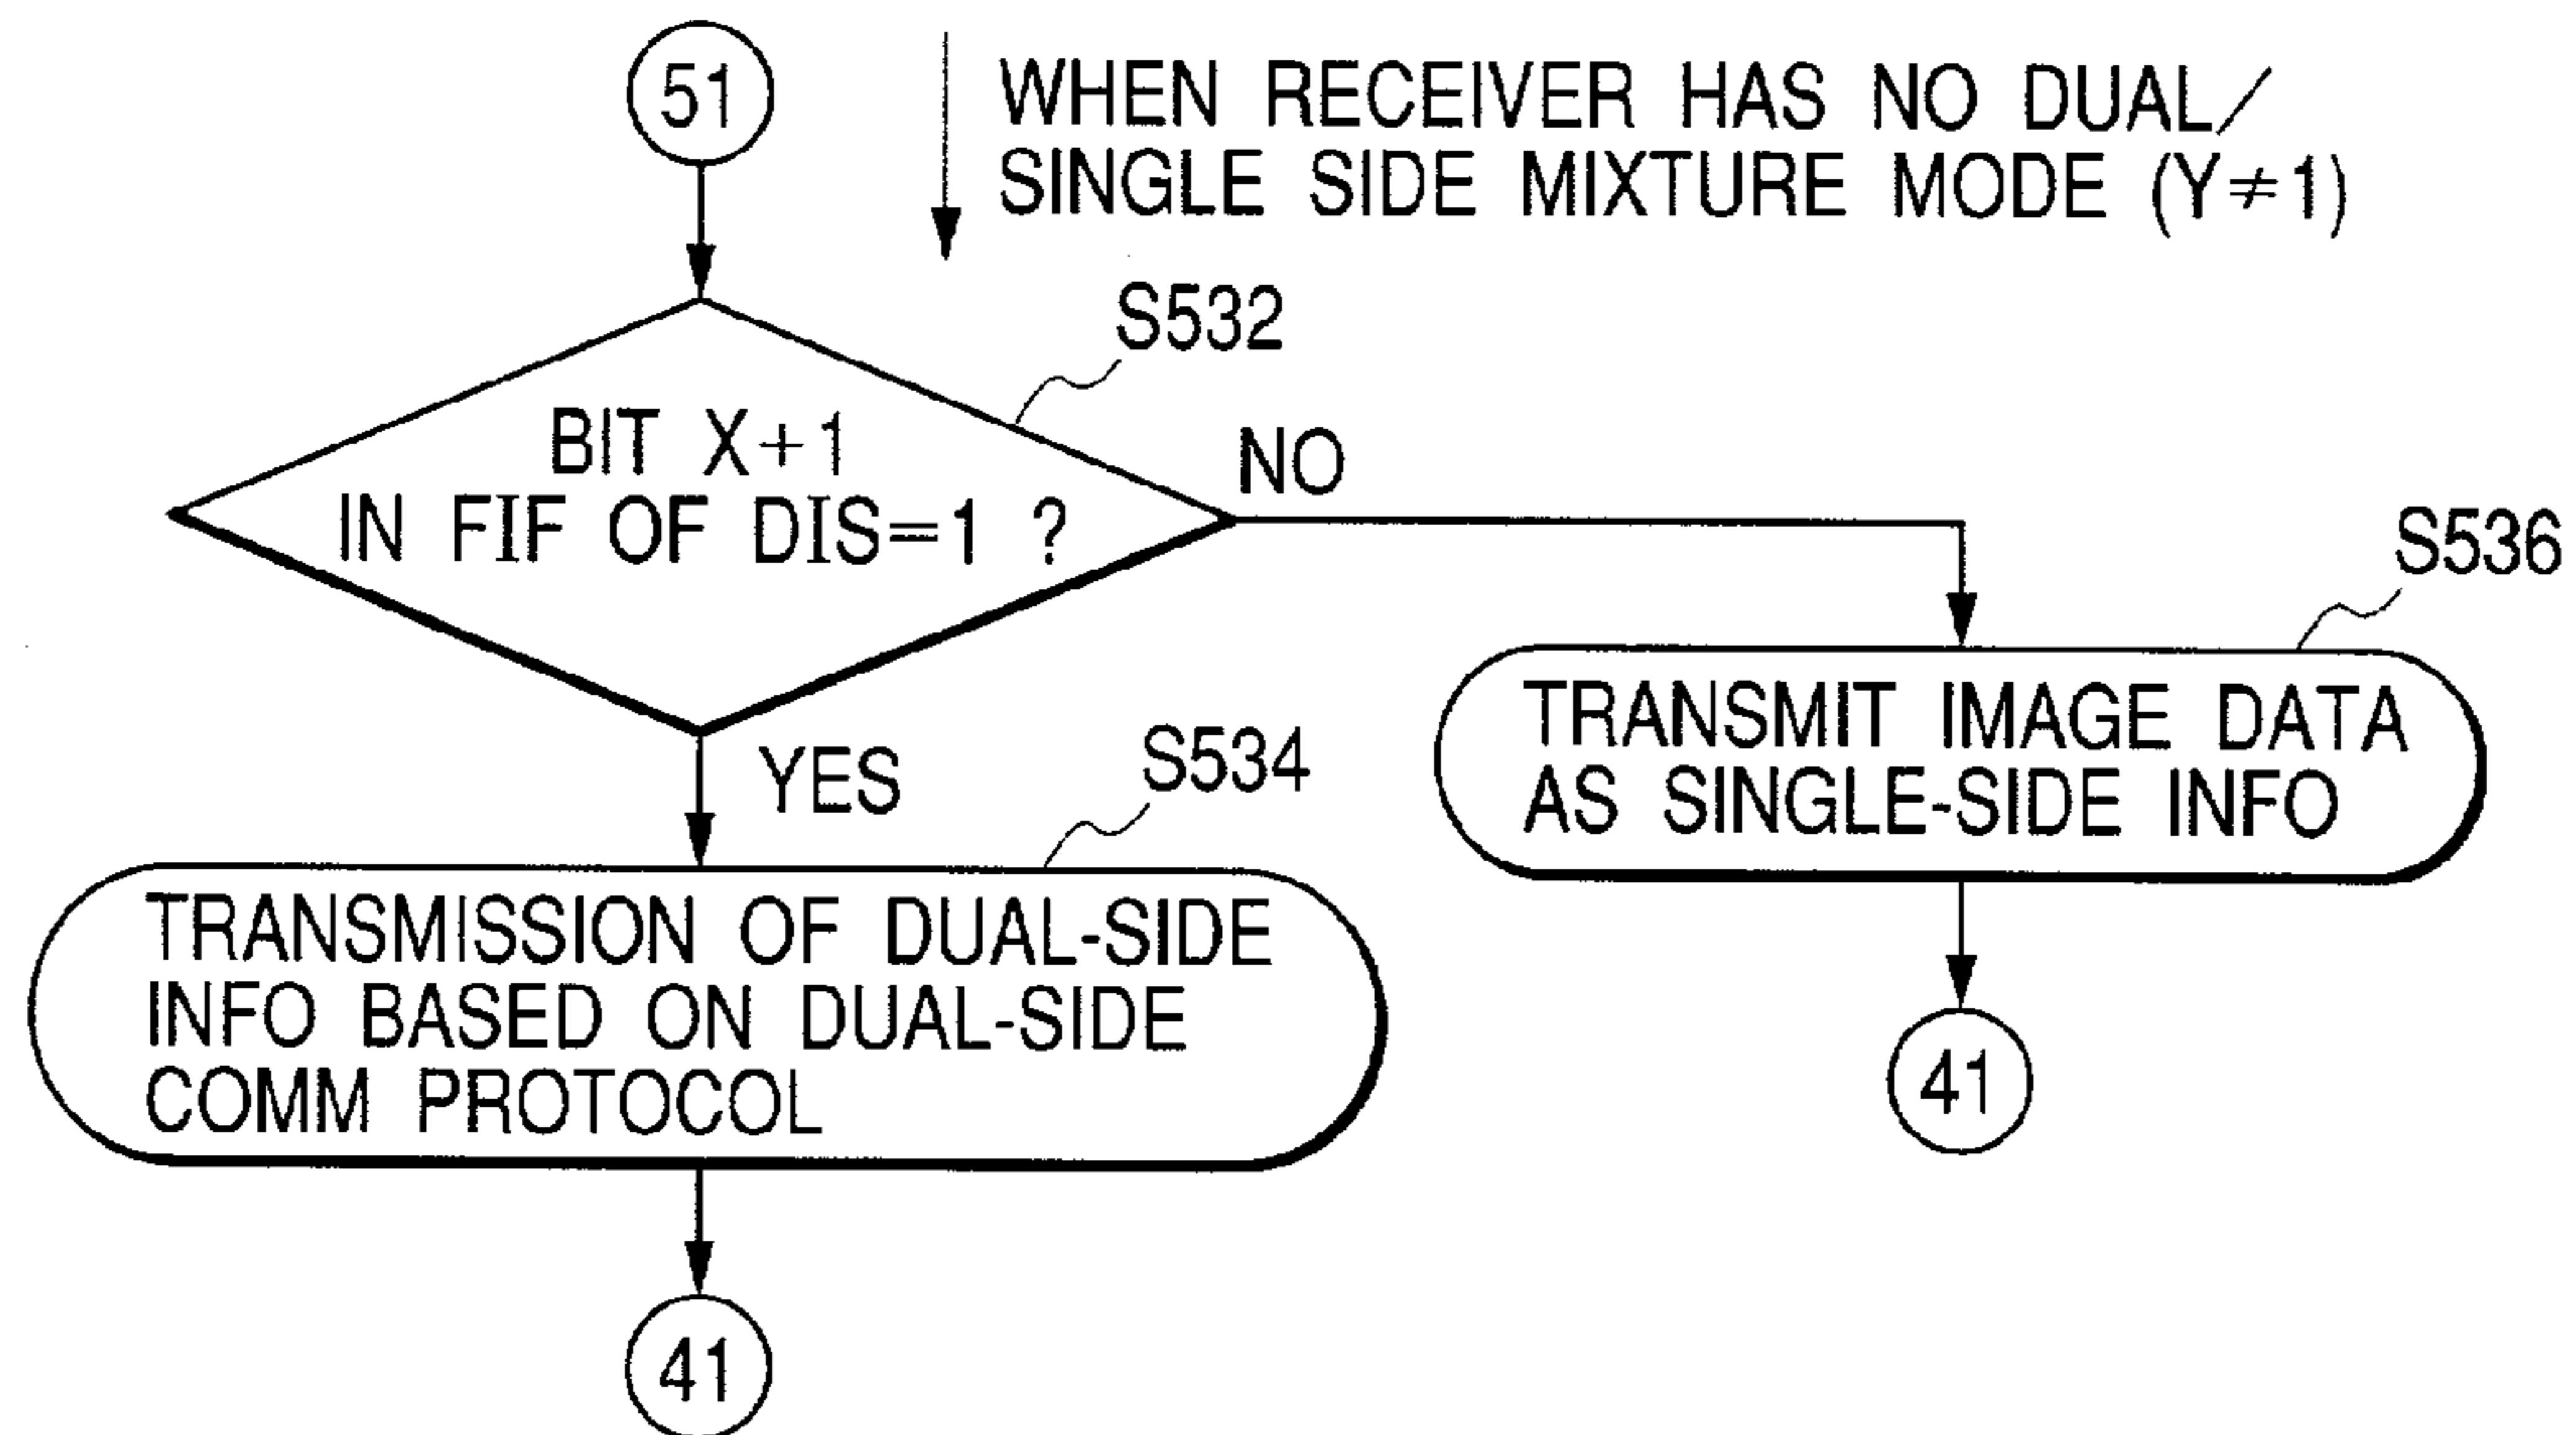 51
WHEN RECEIVER HAS NO DUAL/
SINGLE SIDE MIXTURE MODE (Y≠1)
S532
BIT X+1
IN FIF OF DIS=1 ?
NO
S536
TRANSMIT IMAGE DATA
AS SINGLE-SIDE INFO
41
YES
S534
TRANSMISSION OF DUAL-SIDE
INFO BASED ON DUAL-SIDE
COMM PROTOCOL
41